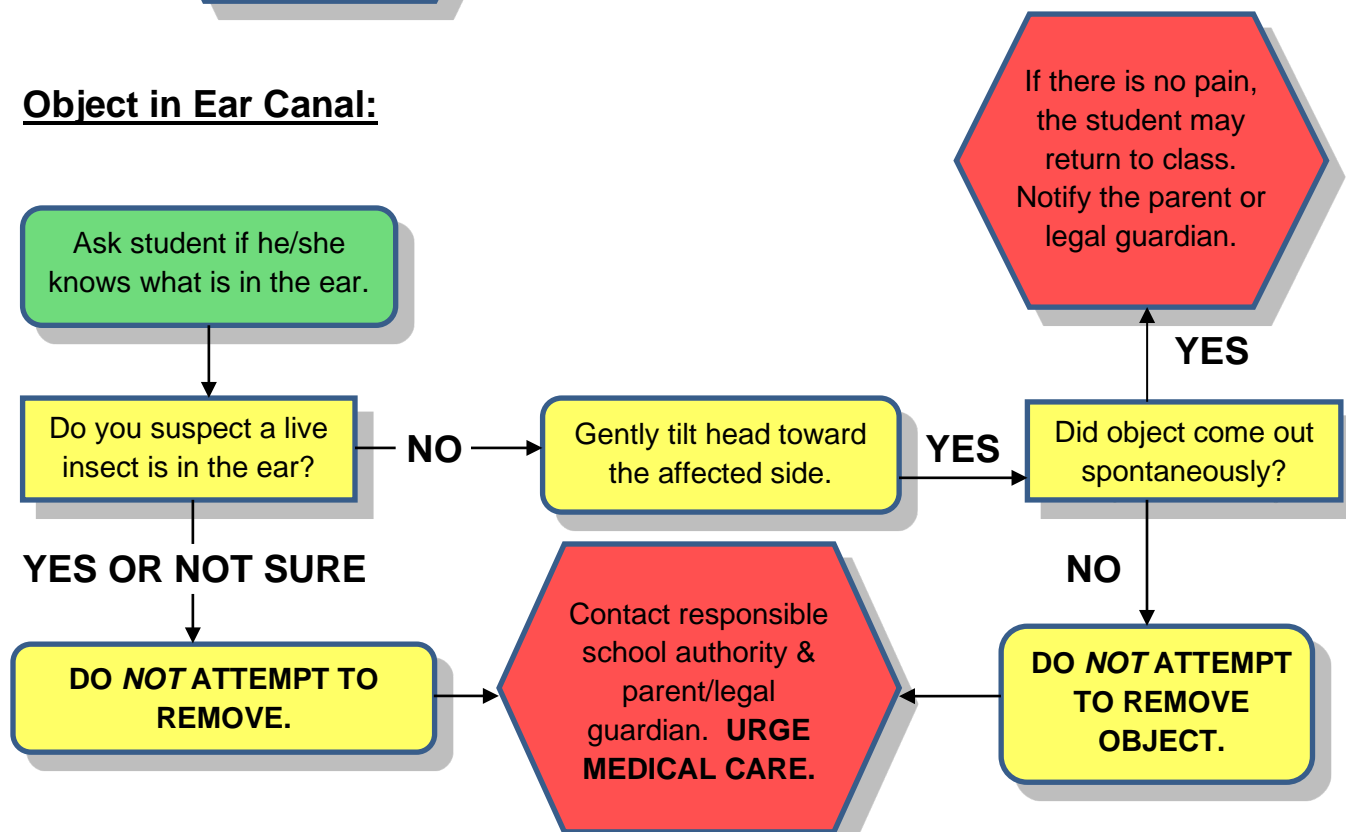 Object in Ear Canal:
If there is no pain,
the student may
return to class.
Notify the parent or
legal guardian.
Ask student if he/she
knows what is in the ear.
YES
Do you suspect a live
insect is in the ear?
NO
Gently tilt head toward
the affected side.
YES
Did object come out
spontaneously?
YES OR NOT SURE
NO
DO NOT ATTEMPT TO
REMOVE.
Contact responsible
school authority &
parent/legal
guardian. URGE
MEDICAL CARE.
DO NOT ATTEMPT
TO REMOVE
OBJECT.